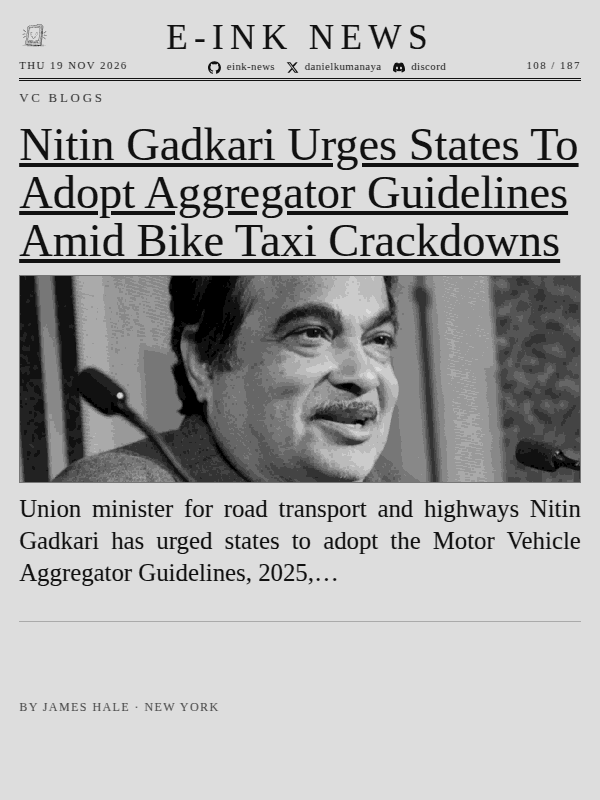 E-INK NEWS
THU 19 NOV 2026
eink-news danielkumanaya discord
108 / 187
VC BLOGS
Nitin Gadkari Urges States To
Adopt Aggregator Guidelines
Amid Bike Taxi Crackdowns
Union minister for road transport and highways Nitin
Gadkari has urged states to adopt the Motor Vehicle
Aggregator Guidelines, 2025,…
BY JAMES HALE · NEW YORK